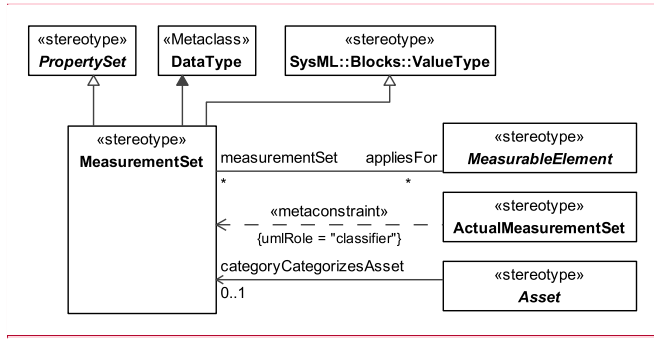 «stereotype»
PropertySet
«Metaclass»
DataType
«stereotype»
SysML::Blocks::ValueType
«stereotype»
MeasurementSet
measurementSet
appliesFor
*
*
«stereotype»
MeasurableElement
«metaconstraint»
{umlRole = "classifier"}
«stereotype»
ActualMeasurementSet
categoryCategorizesAsset
0..1
«stereotype»
Asset